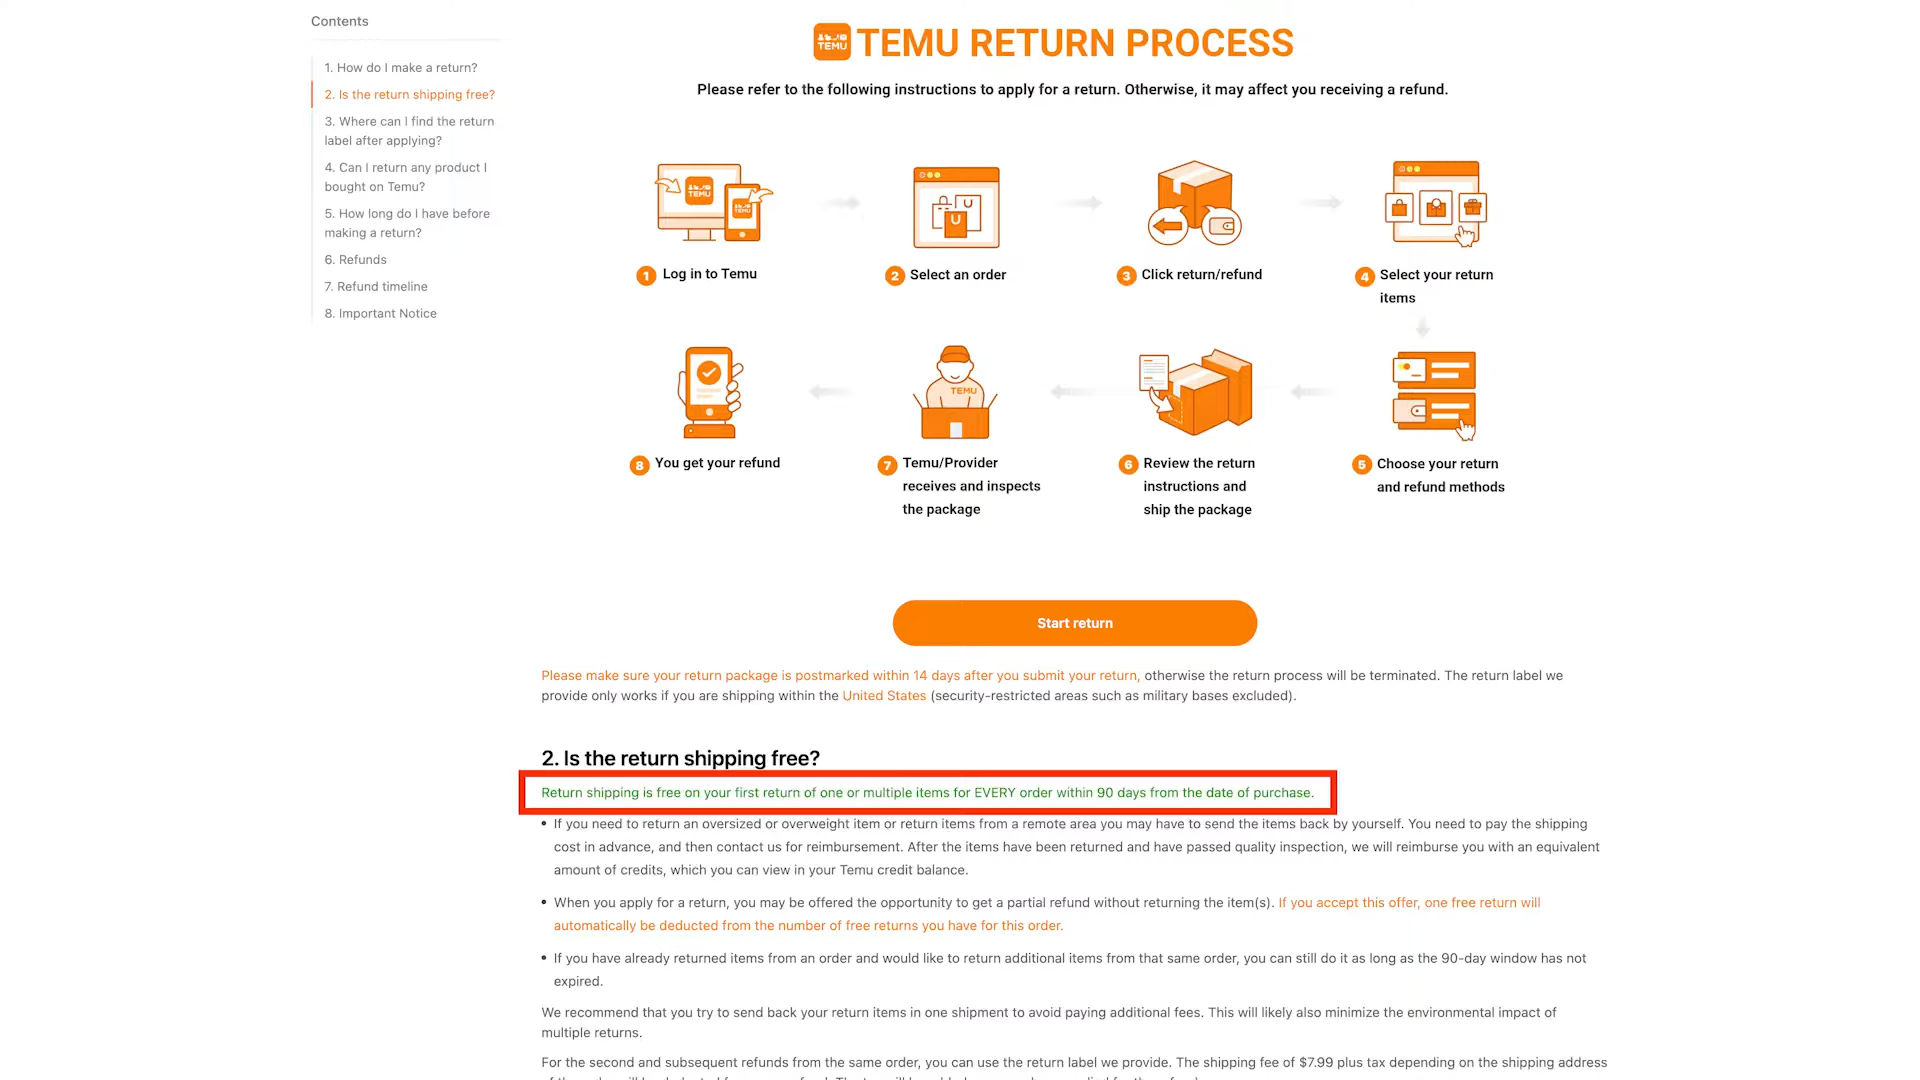 Contents
1. How do I make a return?
2. Is the return shipping free?
3. Where can I find the return
label after applying?
4. Can I return any product I
bought on Temu?
5. How long do I have before
making a return?
6. Refunds
7. Refund timeline
8. Important Notice
TEMU TEMU RETURN PROCESS
Please refer to the following instructions to apply for a return. Otherwise, it may affect you receiving a refund.
TEMU
TEMU
1 Log in to Temu
2 Select an order
3 Click return/refund
4 Select your return
items
TEMU
8 You get your refund
7 Temu/Provider
receives and inspects
the package
6 Review the return
instructions and
ship the package
5 Choose your return
and refund methods
Start return
Please make sure your return package is postmarked within 14 days after you submit your return, otherwise the return process will be terminated. The return label we
provide only works if you are shipping within the United States (security-restricted areas such as military bases excluded).
2. Is the return shipping free?
Return shipping is free on your first return of one or multiple items for EVERY order within 90 days from the date of purchase.
• If you need to return an oversized or overweight item or return items from a remote area you may have to send the items back by yourself. You need to pay the shipping
cost in advance, and then contact us for reimbursement. After the items have been returned and have passed quality inspection, we will reimburse you with an equivalent
amount of credits, which you can view in your Temu credit balance.
• When you apply for a return, you may be offered the opportunity to get a partial refund without returning the item(s). If you accept this offer, one free return will
automatically be deducted from the number of free returns you have for this order.
• If you have already returned items from an order and would like to return additional items from that same order, you can still do it as long as the 90-day window has not
expired.
We recommend that you try to send back your return items in one shipment to avoid paying additional fees. This will likely also minimize the environmental impact of
multiple returns.
For the second and subsequent refunds from the same order, you can use the return label we provide. The shipping fee of $7.99 plus tax depending on the shipping address